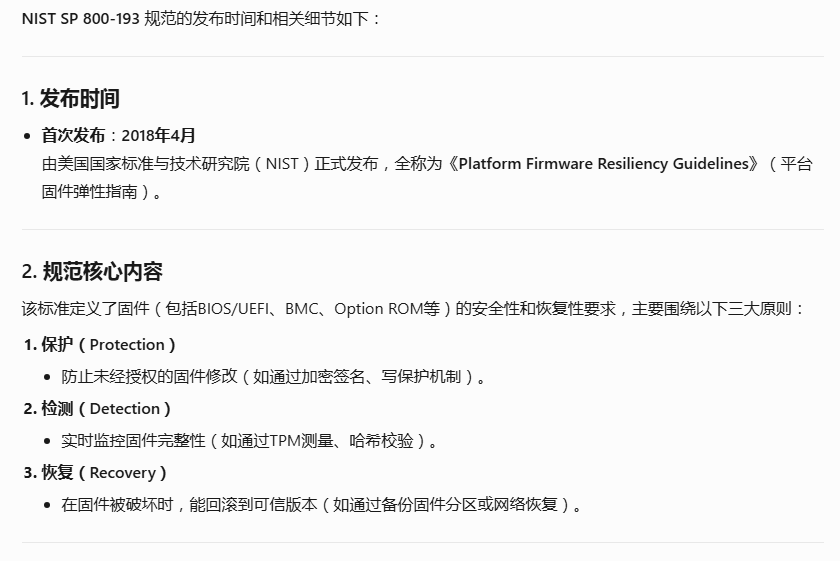 NIST SP 800-193 规范的发布时间和相关细节如下：
1. 发布时间
• 首次发布：2018年4月
由美国国家标准与技术研究院（NIST）正式发布，全称为《Platform Firmware Resiliency Guidelines》（平台
固件弹性指南）。
2. 规范核心内容
该标准定义了固件（包括BIOS/UEFI、BMC、Option ROM等）的安全性和恢复性要求，主要围绕以下三大原则：
1. 保护（Protection）
• 防止未经授权的固件修改（如通过加密签名、写保护机制）。
2. 检测（Detection）
• 实时监控固件完整性（如通过TPM测量、哈希校验）。
3. 恢复（Recovery）
• 在固件被破坏时，能回滚到可信版本（如通过备份固件分区或网络恢复）。